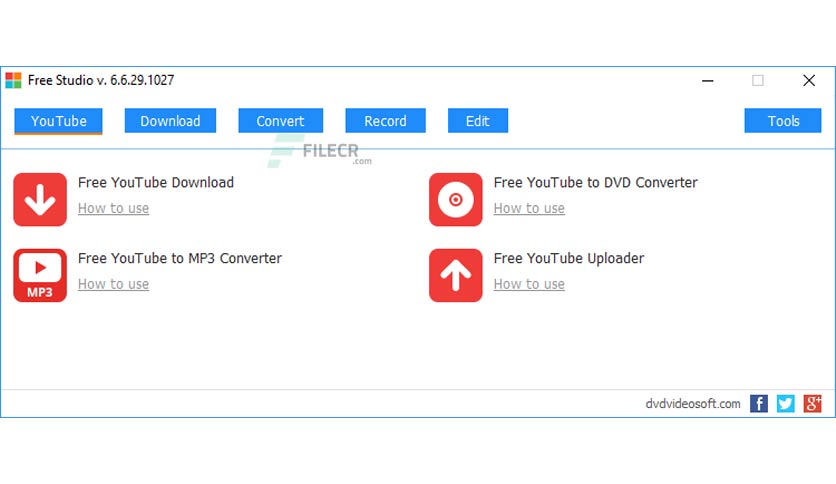 Free Studio v. 6.6.29.1027
YouTube Download Convert Record Edit Tools
FILECR
.com
Free YouTube Download
How to use
Free YouTube to DVD Converter
How to use
Free YouTube to MP3 Converter
How to use
MP3
Free YouTube Uploader
How to use
dvdvideosoft.com f g+